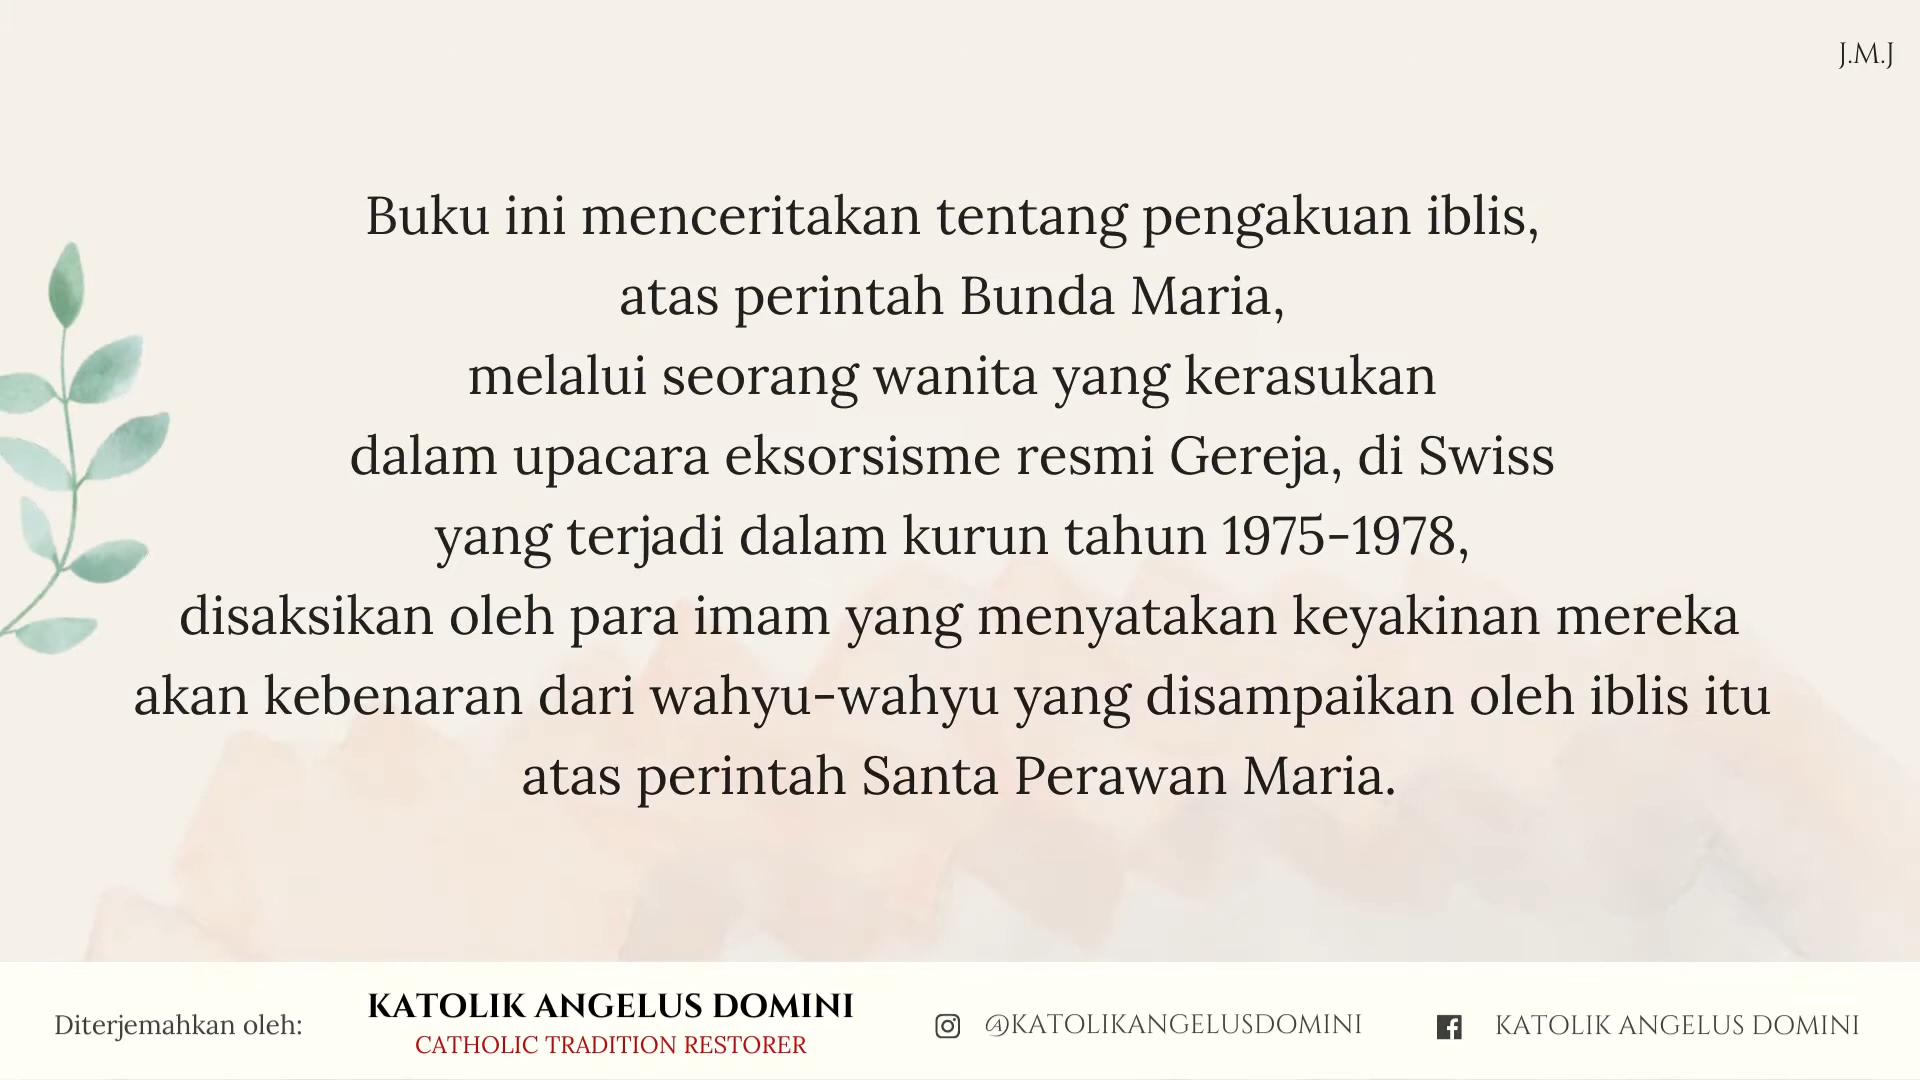 J.M.J
Buku ini menceritakan tentang pengakuan iblis,
atas perintah Bunda Maria,
melalui seorang wanita yang kerasukan
dalam upacara eksorsisme resmi Gereja, di Swiss
yang terjadi dalam kurun tahun 1975-1978,
disaksikan oleh para imam yang menyatakan keyakinan mereka
akan kebenaran dari wahyu-wahyu yang disampaikan oleh iblis itu
atas perintah Santa Perawan Maria.
Diterjemahkan oleh:
KATOLIK ANGELUS DOMINI
CATHOLIC TRADITION RESTORER
@KATOLIKANGELUSDOMINI
KATOLIK ANGELUS DOMINI